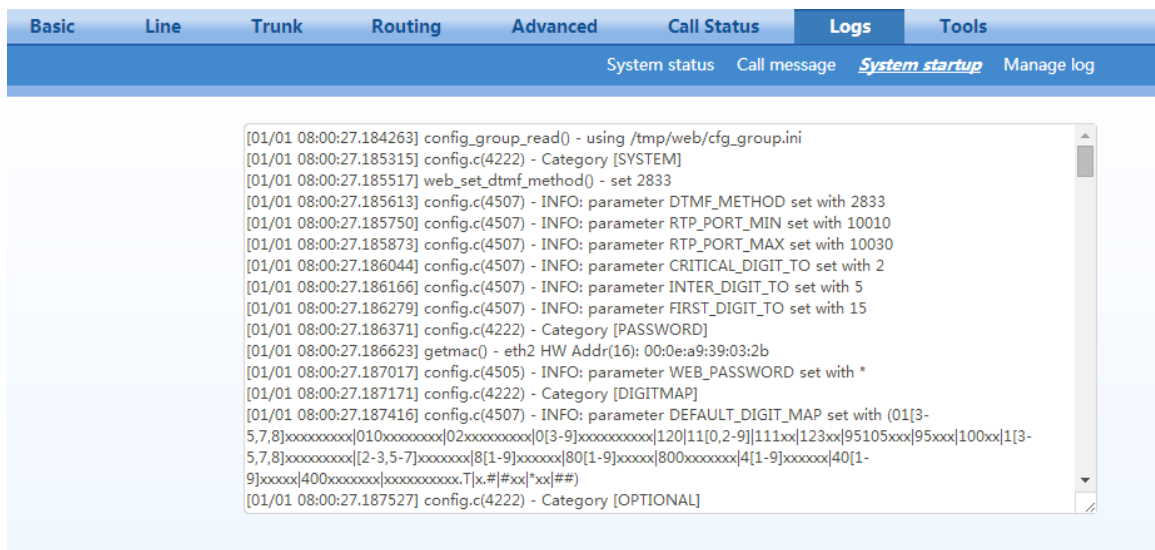 Basic Line Trunk Routing Advanced Call Status Logs Tools
System status Call message System startup Manage log
[01/01 08:00:27.184263] config_group_read() - using /tmp/web/cfg_group.ini
[01/01 08:00:27.185315] config.c(4222) - Category [SYSTEM]
[01/01 08:00:27.185517] web_set_dtmf_method() - set 2833
[01/01 08:00:27.185613] config.c(4507) - INFO: parameter DTMF_METHOD set with 2833
[01/01 08:00:27.185750] config.c(4507) - INFO: parameter RTP_PORT_MIN set with 10010
[01/01 08:00:27.185873] config.c(4507) - INFO: parameter RTP_PORT_MAX set with 10030
[01/01 08:00:27.186044] config.c(4507) - INFO: parameter CRITICAL_DIGIT_TO set with 2
[01/01 08:00:27.186166] config.c(4507) - INFO: parameter INTER_DIGIT_TO set with 5
[01/01 08:00:27.186279] config.c(4507) - INFO: parameter FIRST_DIGIT_TO set with 15
[01/01 08:00:27.186371] config.c(4222) - Category [PASSWORD]
[01/01 08:00:27.186623] getmac() - eth2 HW Addr(16): 00:0e:a9:39:03:2b
[01/01 08:00:27.187017] config.c(4505) - INFO: parameter WEB_PASSWORD set with *
[01/01 08:00:27.187171] config.c(4222) - Category [DIGITMAP]
[01/01 08:00:27.187416] config.c(4507) - INFO: parameter DEFAULT_DIGIT_MAP set with (01[3-
5,7,8]xxxxxxxxx|010xxxxxxxx|02xxxxxxxxx|0[3-9]xxxxxxxxxx|120|11[0,2-9]|111xx|123xx|95105xxx|95xxx|100xx|1[3-
5,7,8]xxxxxxxxx|[2-3,5-7]xxxxxxx|8[1-9]xxxxxx|80[1-9]xxxxx|800xxxxxxx|4[1-9]xxxxxx|40[1-
9]xxxxx|400xxxxxxx|xxxxxxxxxx.T|x.#|#xx|*xx|##)
[01/01 08:00:27.187527] config.c(4222) - Category [OPTIONAL]